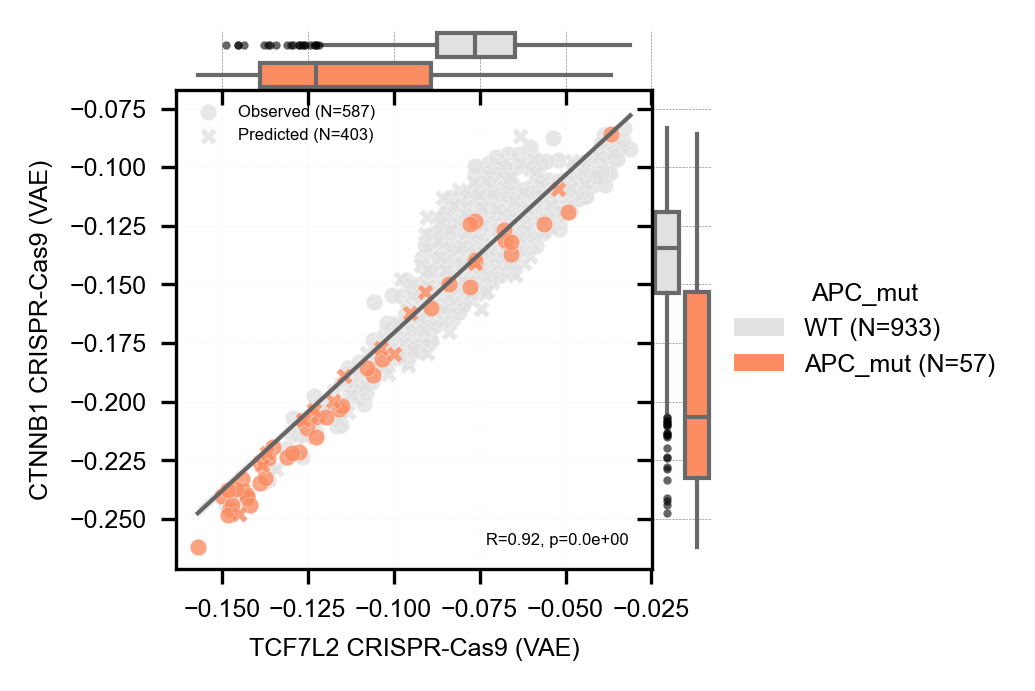 −0.075
−0.100
−0.125
−0.150
−0.175
−0.200
−0.225
−0.250
CTNNB1 CRISPR-Cas9 (VAE)
Observed (N=587)
Predicted (N=403)
R=0.92, p=0.0e+00
−0.150 −0.125 −0.100 −0.075 −0.050 −0.025
TCF7L2 CRISPR-Cas9 (VAE)
APC_mut
WT (N=933)
APC_mut (N=57)